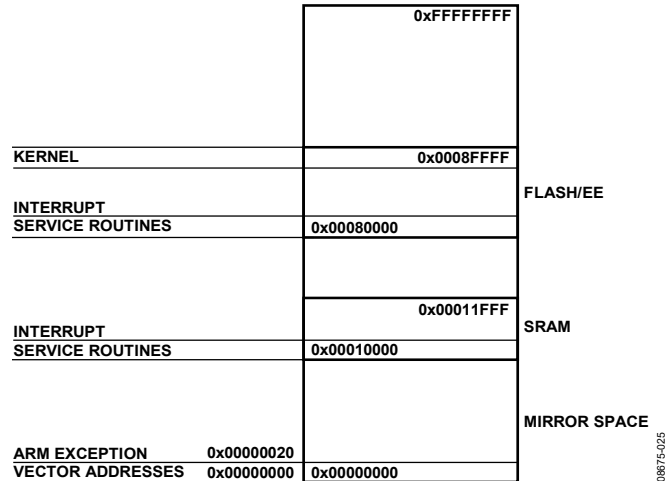 0xFFFFFFFF
KERNEL 0x0008FFFF
FLASH/EE
INTERRUPT
SERVICE ROUTINES 0x00080000
0x00011FFF
SRAM
INTERRUPT
SERVICE ROUTINES 0x00010000
MIRROR SPACE
ARM EXCEPTION 0x00000020
VECTOR ADDRESSES 0x00000000 0x00000000
08675-025